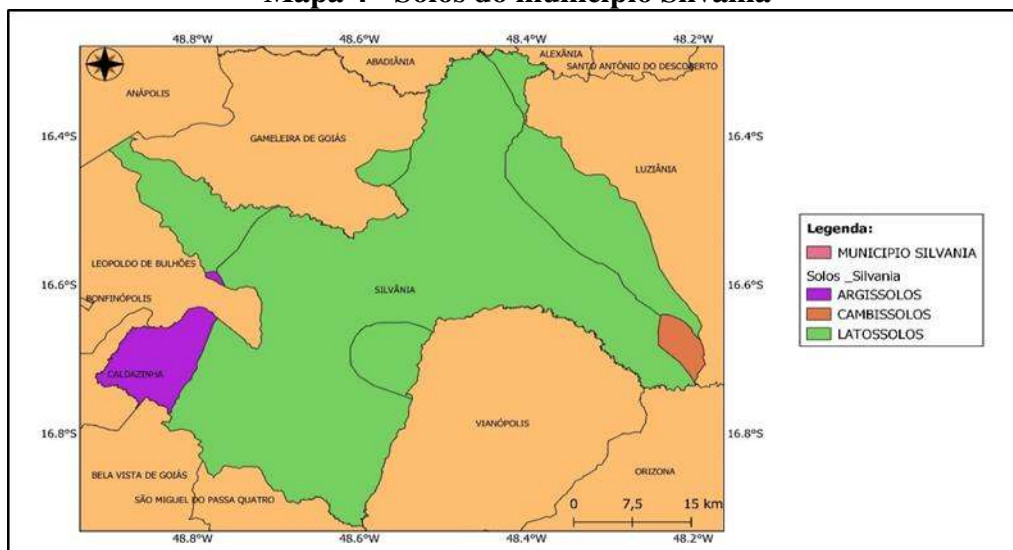 Mapa 4 - Solos do município Silvânia
48.8°W 48.6°W 48.4°W 48.2°W
ALEXÂNIA
ABADIÂNIA
SANTO ANTÔNIO DO DESCOBERTO
ANÁPOLIS
16.4°S 16.4°S
GAMELEIRA DE GOIÁS
LUZIÂNIA
LEOPOLDO DE BULHÕES
16.6°S 16.6°S
SILVÂNIA
BONFINÓPOLIS
CALDAZINHA
VIANÓPOLIS
16.8°S 16.8°S
BELA VISTA DE GOIÁS
ORIZONA
SÃO MIGUEL DO PASSA QUATRO
0 7,5 15 km
48.8°W 48.6°W 48.4°W 48.2°W
Legenda:
MUNICIPIO SILVANIA
Solos _Silvania
ARGISSOLOS
CAMBISSOLOS
LATOSSOLOS